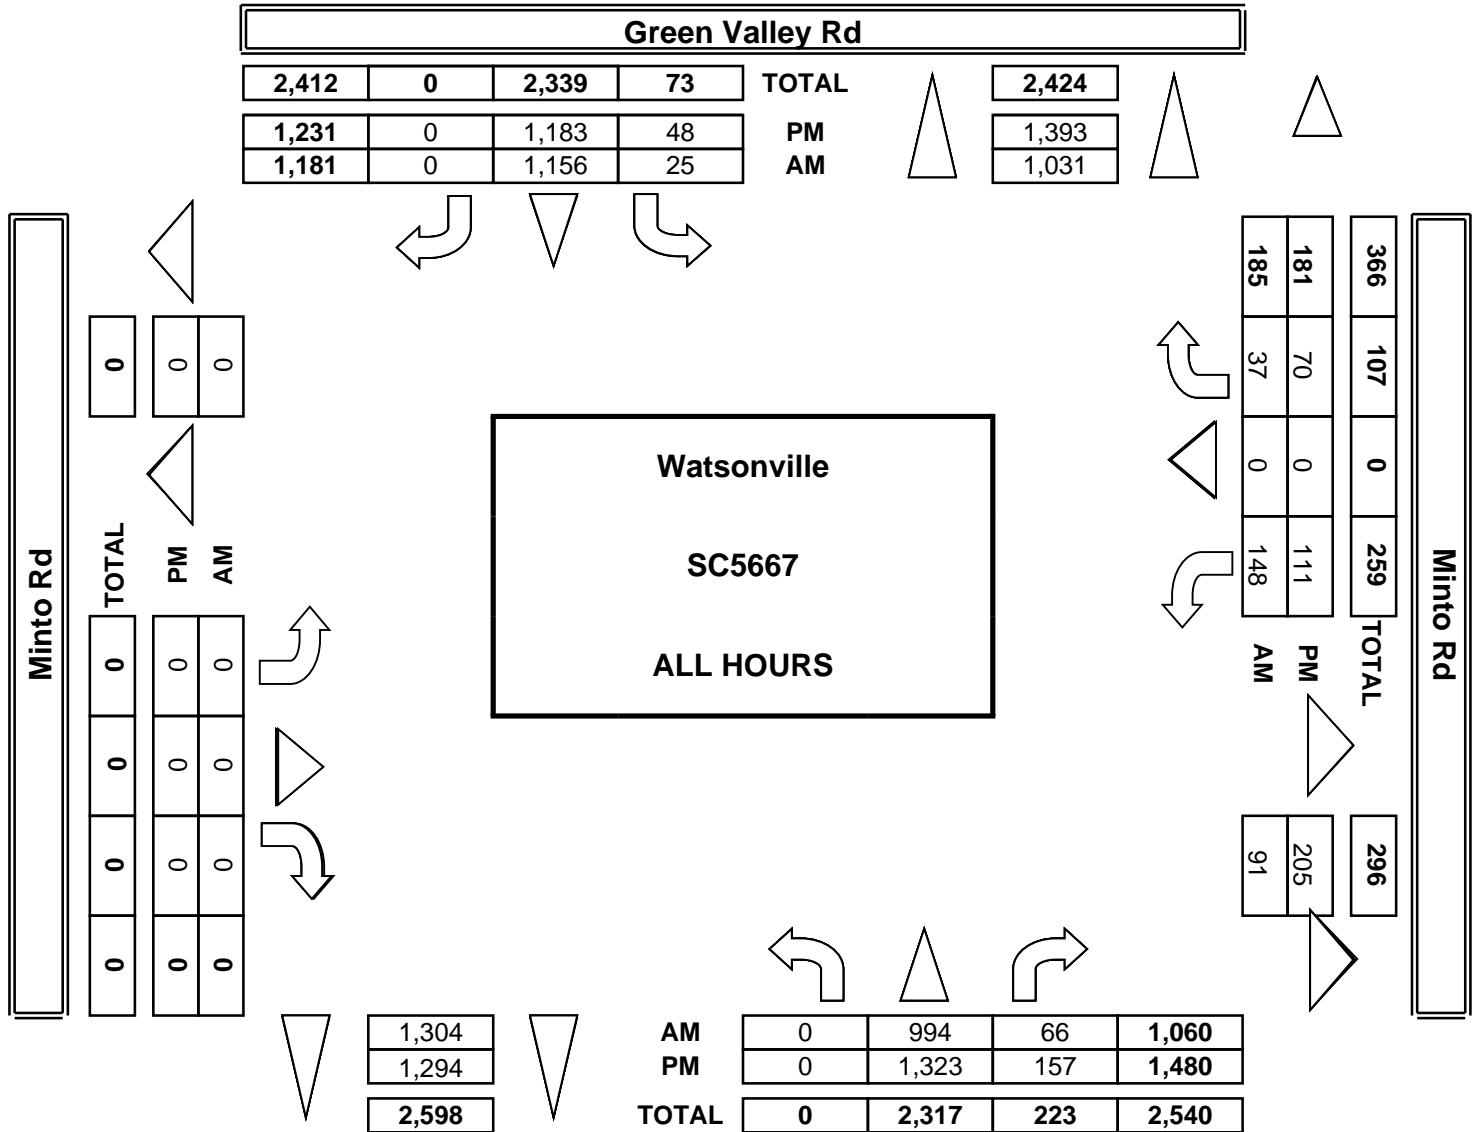 Green Valley Rd
2,412 0 2,339 73 TOTAL 2,424
1,231 0 1,183 48 PM 1,393
1,181 0 1,156 25 AM 1,031
Minto Rd
TOTAL PM AM
0 0 0
0 0 0
0 0 0
0 0 0
0 0 0
Watsonville
SC5667
ALL HOURS
185 181 366
37 70 107
0 0 0
148 111 259
AM PM TOTAL
91 205 296
Minto Rd
1,304 AM 0 994 66 1,060
1,294 PM 0 1,323 157 1,480
2,598 TOTAL 0 2,317 223 2,540